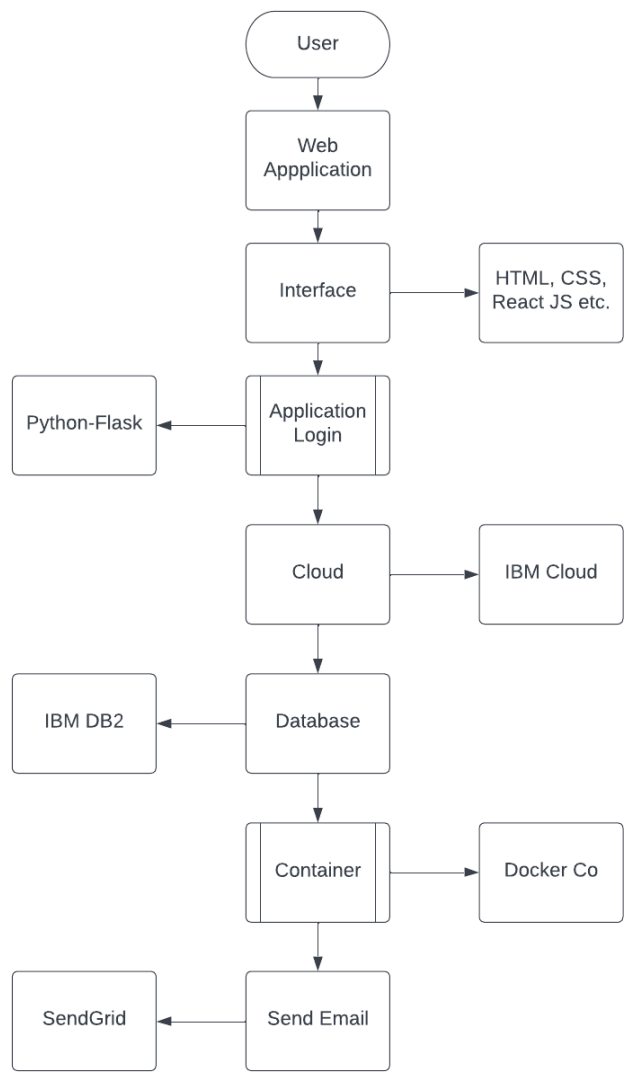 User
Web
Appplication
Interface
HTML, CSS,
React JS etc.
Python-Flask
Application
Login
Cloud
IBM Cloud
IBM DB2
Database
Container
Docker Co
SendGrid
Send Email